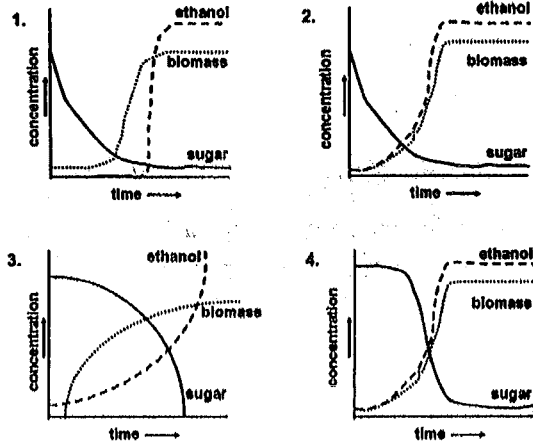 1.
ethanol
biomass
sugar
concentration
time
2.
ethanol
biomass
sugar
concentration
time
3.
ethanol
biomass
sugar
concentration
time
4.
ethanol
biomass
sugar
concentration
time